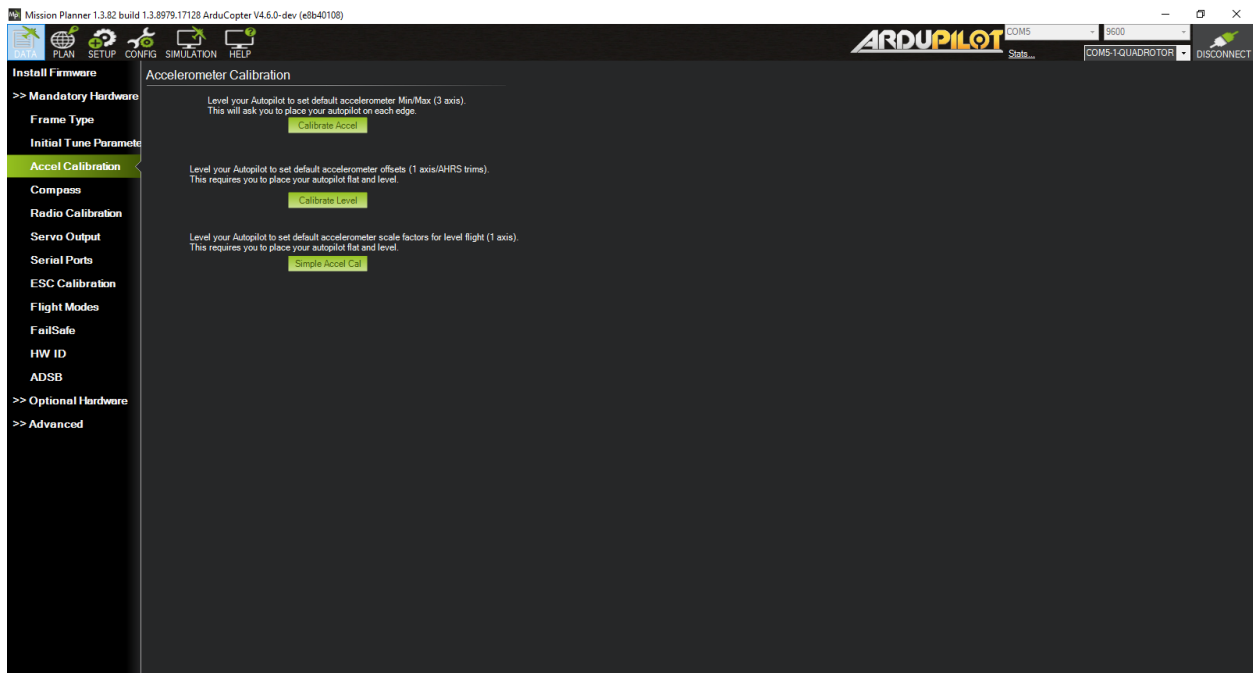 Mission Planner 1.3.82 build 1.3.8979.17128 ArduCopter V4.6.0-dev (e8b40108)
DATA PLAN SETUP CONFIG SIMULATION HELP
ARDUPILOT
COM5 9600
Stats... COM5-1-QUADROTOR DISCONNECT
Install Firmware
>> Mandatory Hardware
Frame Type
Initial Tune Paramete
Accel Calibration
Compass
Radio Calibration
Servo Output
Serial Ports
ESC Calibration
Flight Modes
FailSafe
HW ID
ADSB
>> Optional Hardware
>> Advanced
Accelerometer Calibration
Level your Autopilot to set default accelerometer Min/Max (3 axis).
This will ask you to place your autopilot on each edge.
Calibrate Accel
Level your Autopilot to set default accelerometer offsets (1 axis/AHRS trims).
This requires you to place your autopilot flat and level.
Calibrate Level
Level your Autopilot to set default accelerometer scale factors for level flight (1 axis).
This requires you to place your autopilot flat and level.
Simple Accel Cal